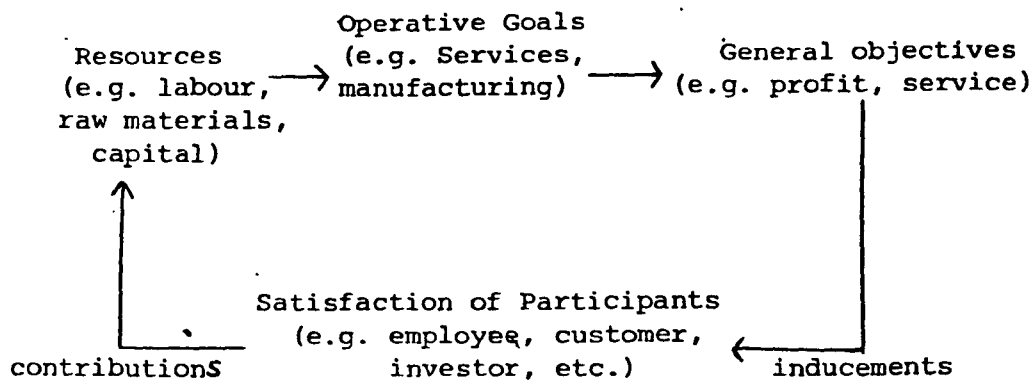 Resources
(e.g. labour,
raw materials,
capital)
Operative Goals
(e.g. Services,
manufacturing)
General objectives
(e.g. profit, service)
Satisfaction of Participants
(e.g. employee, customer,
investor, etc.)
contributions
inducements